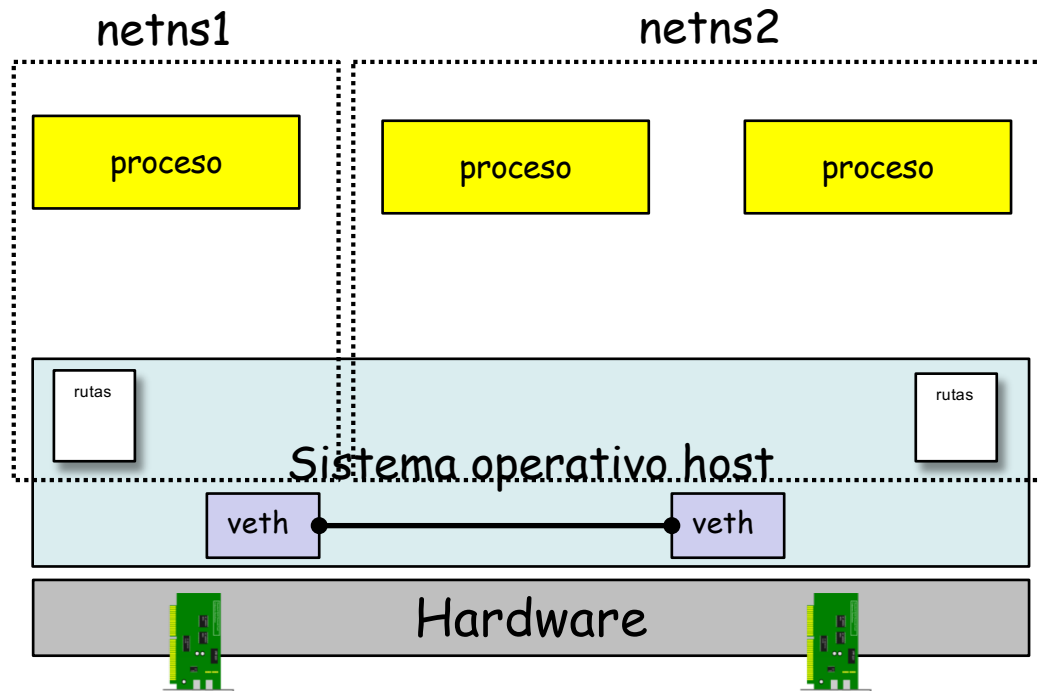 netns1
netns2
proceso
proceso
proceso
rutas
rutas
Sistema operativo host
veth
veth
Hardware